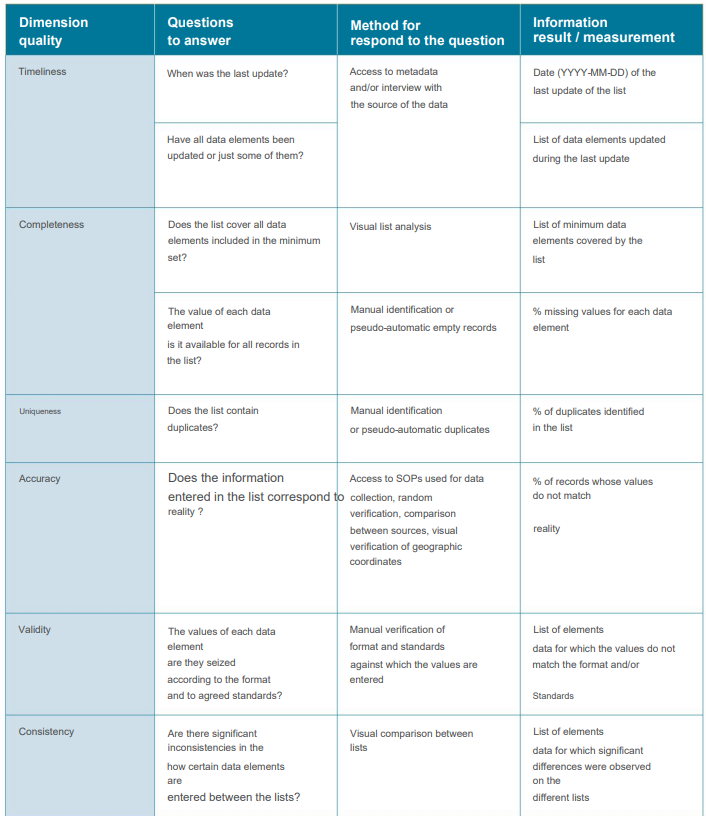 Dimension
quality
Questions
to answer
Method for
respond to the question
Information
result / measurement
Timeliness
When was the last update?
Access to metadata
and/or interview with
the source of the data
Date (YYYY-MM-DD) of the
last update of the list
Have all data elements been
updated or just some of them?
List of data elements updated
during the last update
Completeness
Does the list cover all data
elements included in the minimum
set?
Visual list analysis
List of minimum data
elements covered by the
list
The value of each data
element
is it available for all records in
the list?
Manual identification or
pseudo-automatic empty records
% missing values for each data
element
Uniqueness
Does the list contain
duplicates?
Manual identification
or pseudo-automatic duplicates
% of duplicates identified
in the list
Accuracy
Does the information
entered in the list correspond to
reality ?
Access to SOPs used for data
collection, random
verification, comparison
between sources, visual
verification of geographic
coordinates
% of records whose values
do not match
reality
Validity
The values of each data
element
are they seized
according to the format
and to agreed standards?
Manual verification of
format and standards
against which the values are
entered
List of elements
data for which the values do not
match the format and/or
Standards
Consistency
Are there significant
inconsistencies in the
how certain data elements
are
entered between the lists?
Visual comparison between
lists
List of elements
data for which significant
differences were observed
on the
different lists